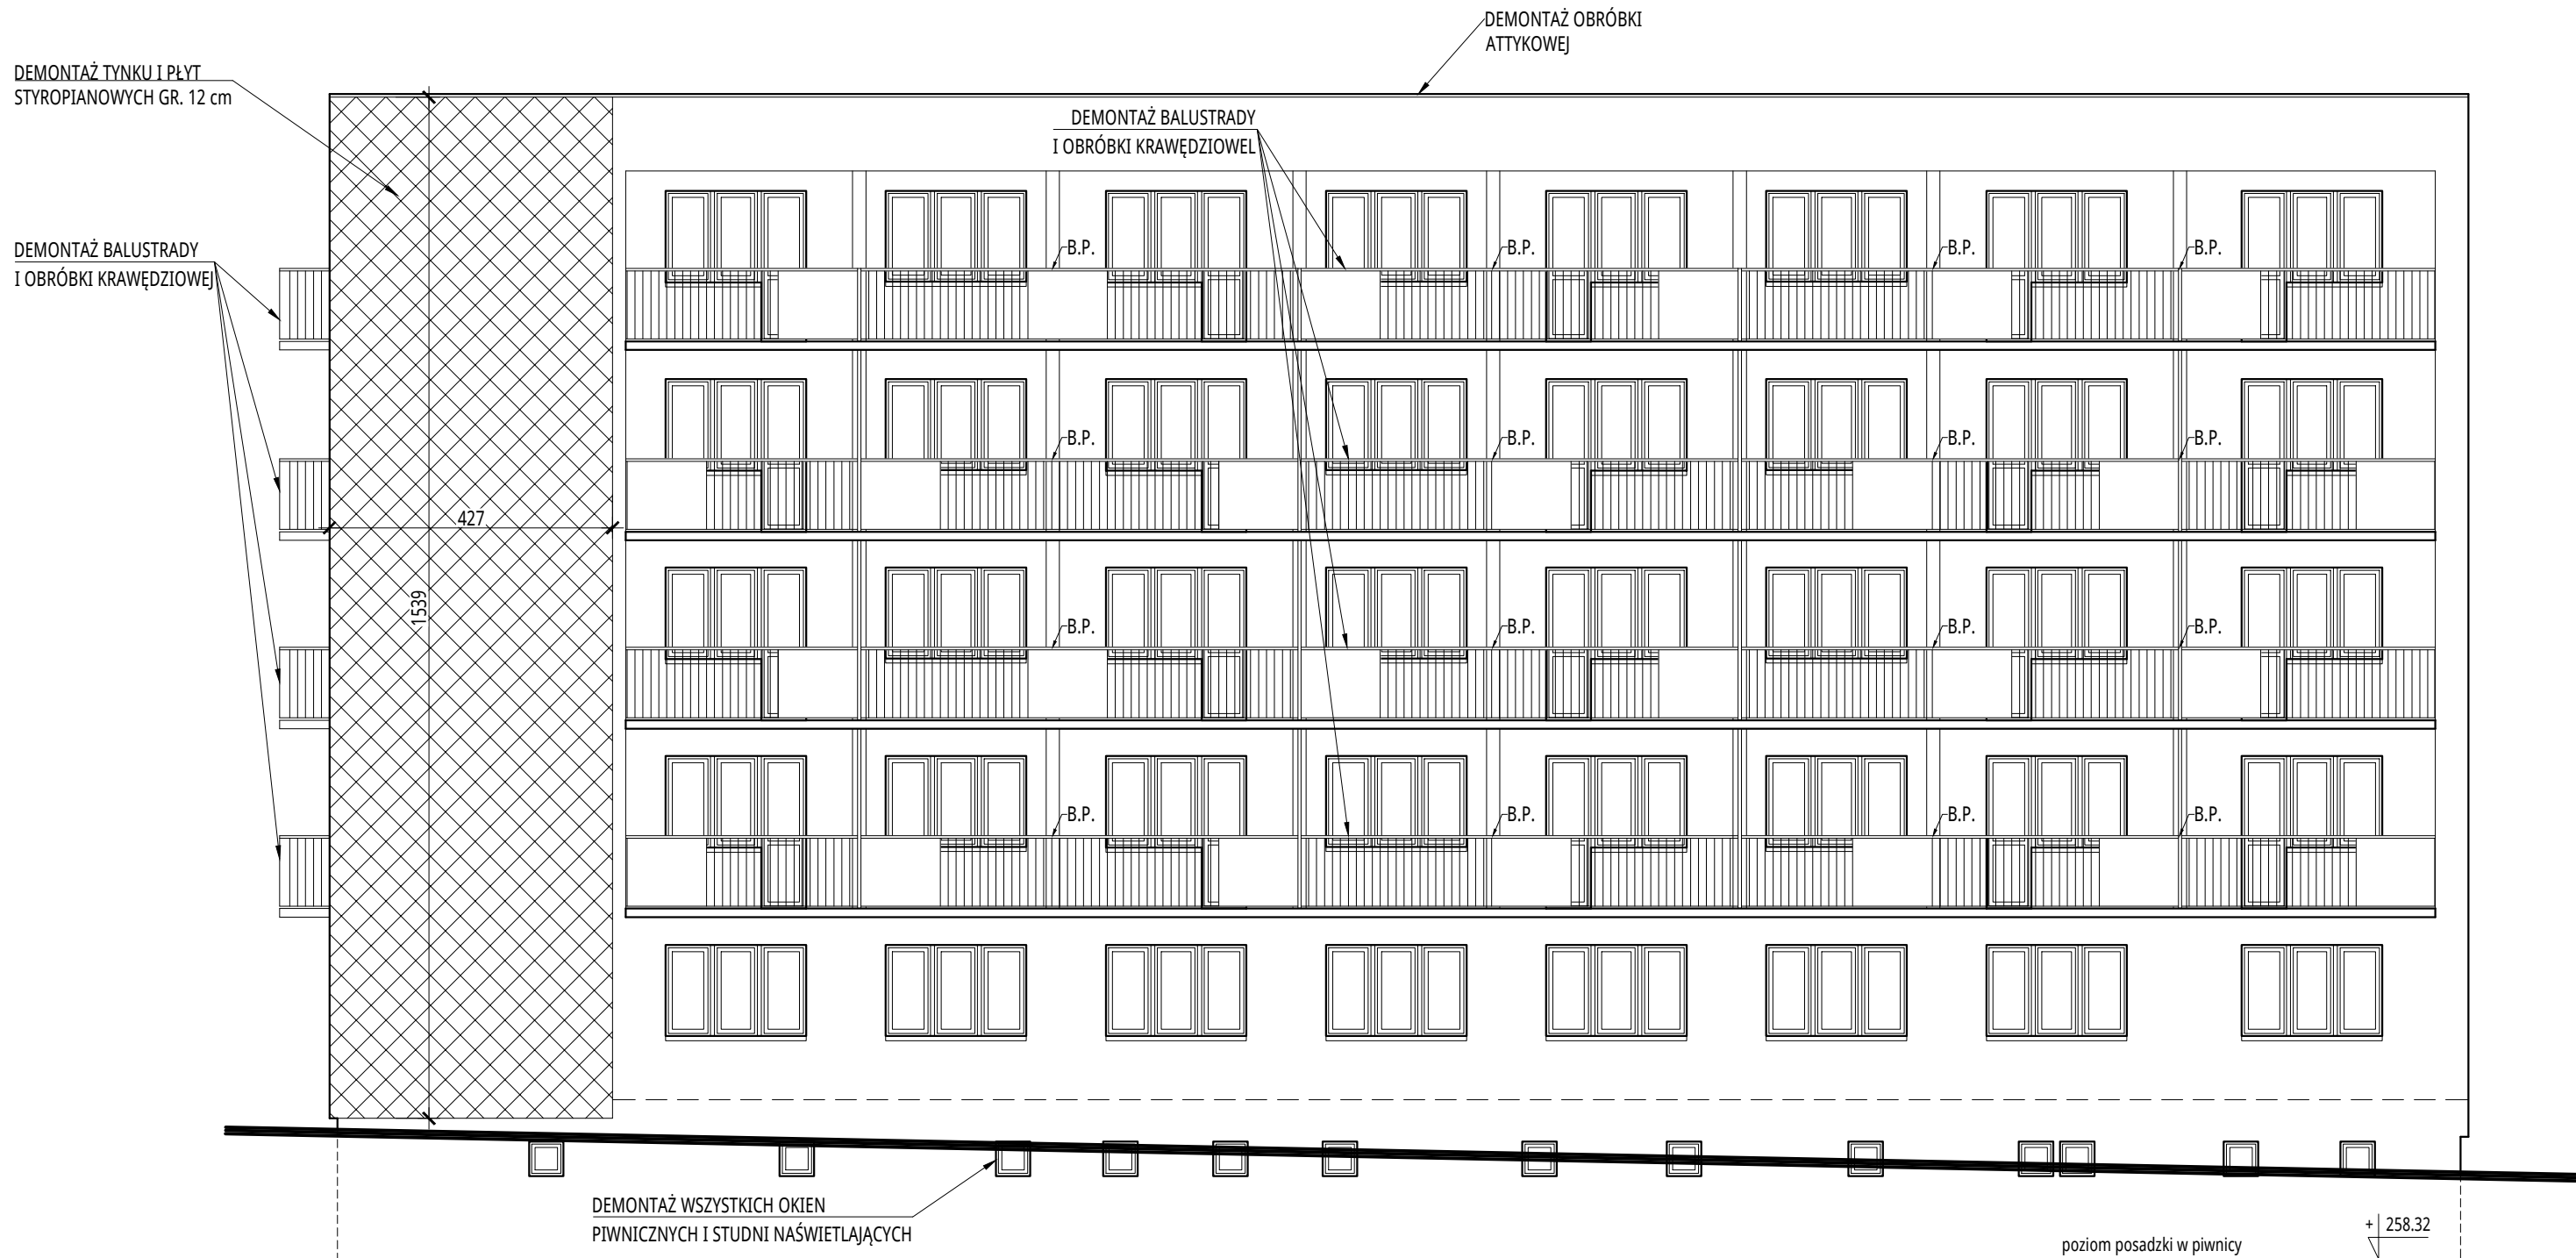 DEMONTAŻ OBRÓBKI
ATTYKOWEJ
DEMONTAŻ TYNKU I PŁYT
STYROPIANOWYCH GR. 12 cm
DEMONTAŻ BALUSTRADY
I OBRÓBKI KRAWĘDZIOWEL
DEMONTAŻ BALUSTRADY
I OBRÓBKI KRAWĘDZIOWEJ
B.P.
B.P.
B.P.
B.P.
B.P.
B.P.
B.P.
B.P.
427
1539
B.P.
B.P.
B.P.
B.P.
B.P.
B.P.
B.P.
B.P.
DEMONTAŻ WSZYSTKICH OKIEN
PIWNICZNYCH I STUDNI NAŚWIETLAJĄCYCH
+ 258.32
poziom posadzki w piwnicy